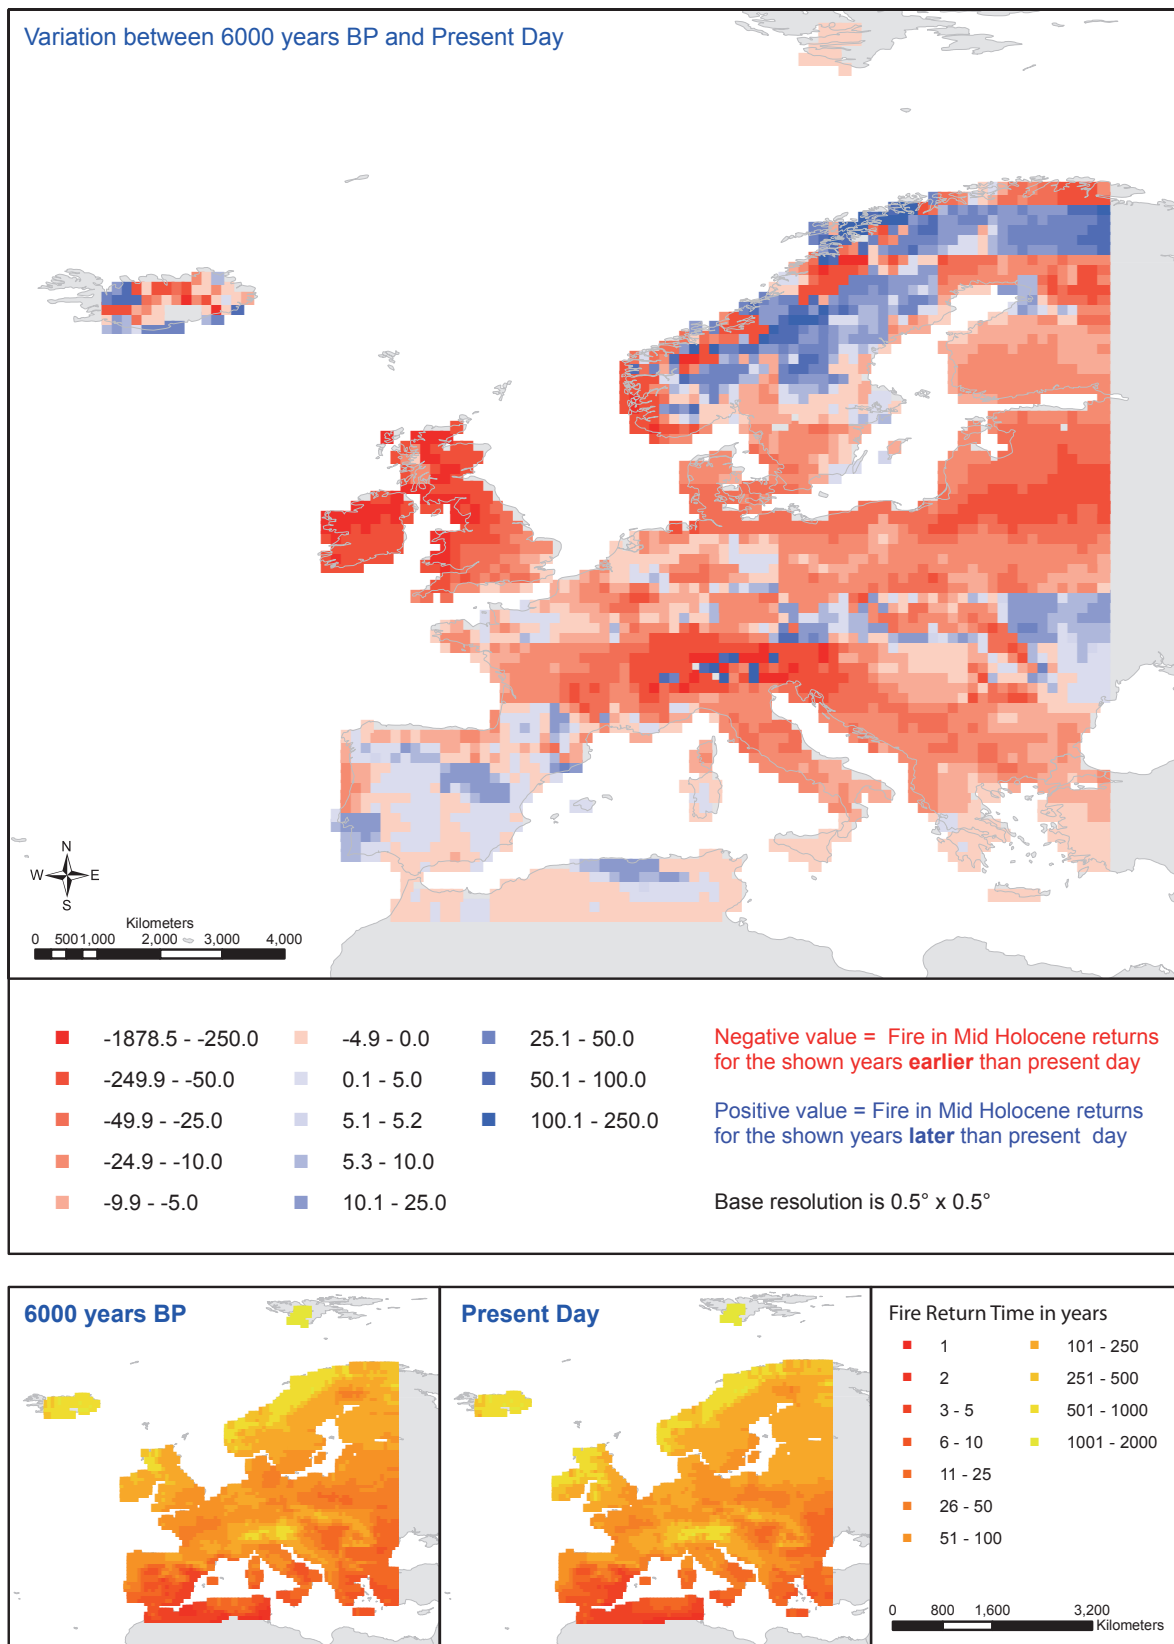 Variation between 6000 years BP and Present Day
N
W E
S
Kilometers
0 500 1,000 2,000 3,000 4,000
-1878.5 - -250.0
-249.9 - -50.0
-49.9 - -25.0
-24.9 - -10.0
-9.9 - -5.0
-4.9 - 0.0
0.1 - 5.0
5.1 - 5.2
5.3 - 10.0
10.1 - 25.0
25.1 - 50.0
50.1 - 100.0
100.1 - 250.0
Negative value = Fire in Mid Holocene returns
for the shown years earlier than present day
Positive value = Fire in Mid Holocene returns
for the shown years later than present day
Base resolution is 0.5° x 0.5°
6000 years BP
Present Day
Fire Return Time in years
1
2
3 - 5
6 - 10
11 - 25
26 - 50
51 - 100
101 - 250
251 - 500
501 - 1000
1001 - 2000
0 800 1,600 3,200
Kilometers